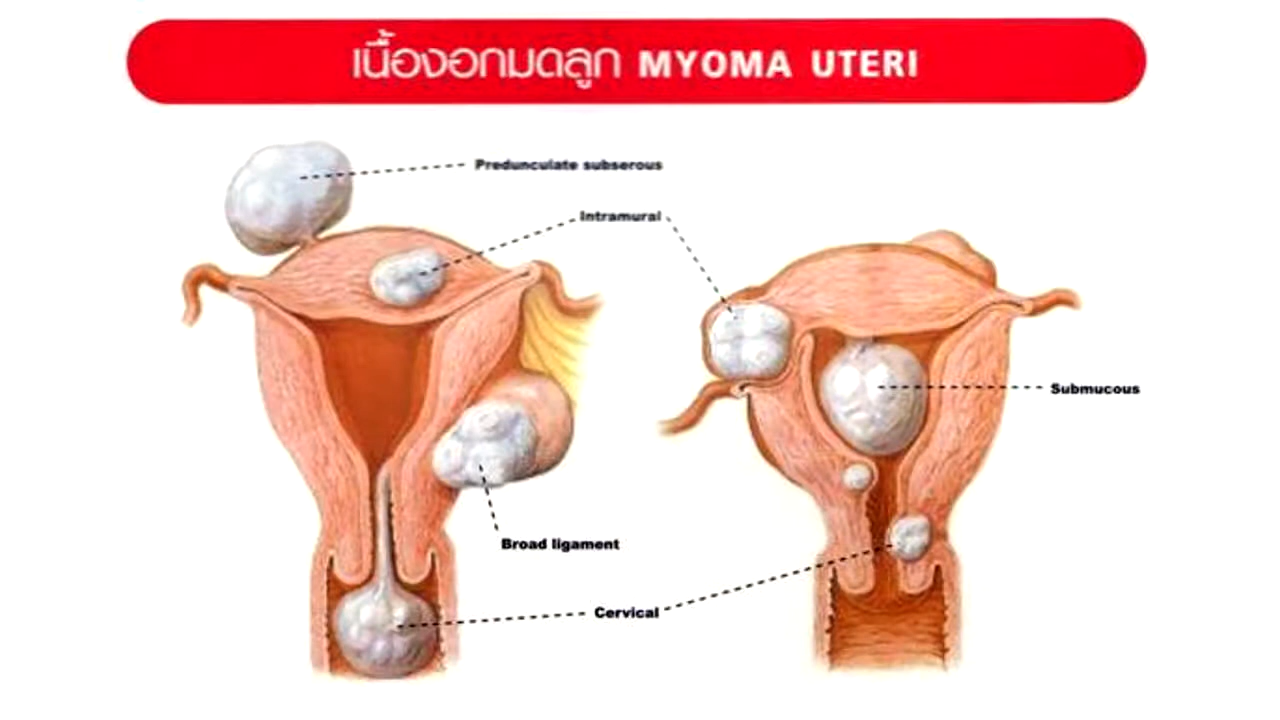 เนื้องอกมดลูก MYOMA UTERI
Predunculate subserous
Intramural
Submucous
Broad ligament
Cervical